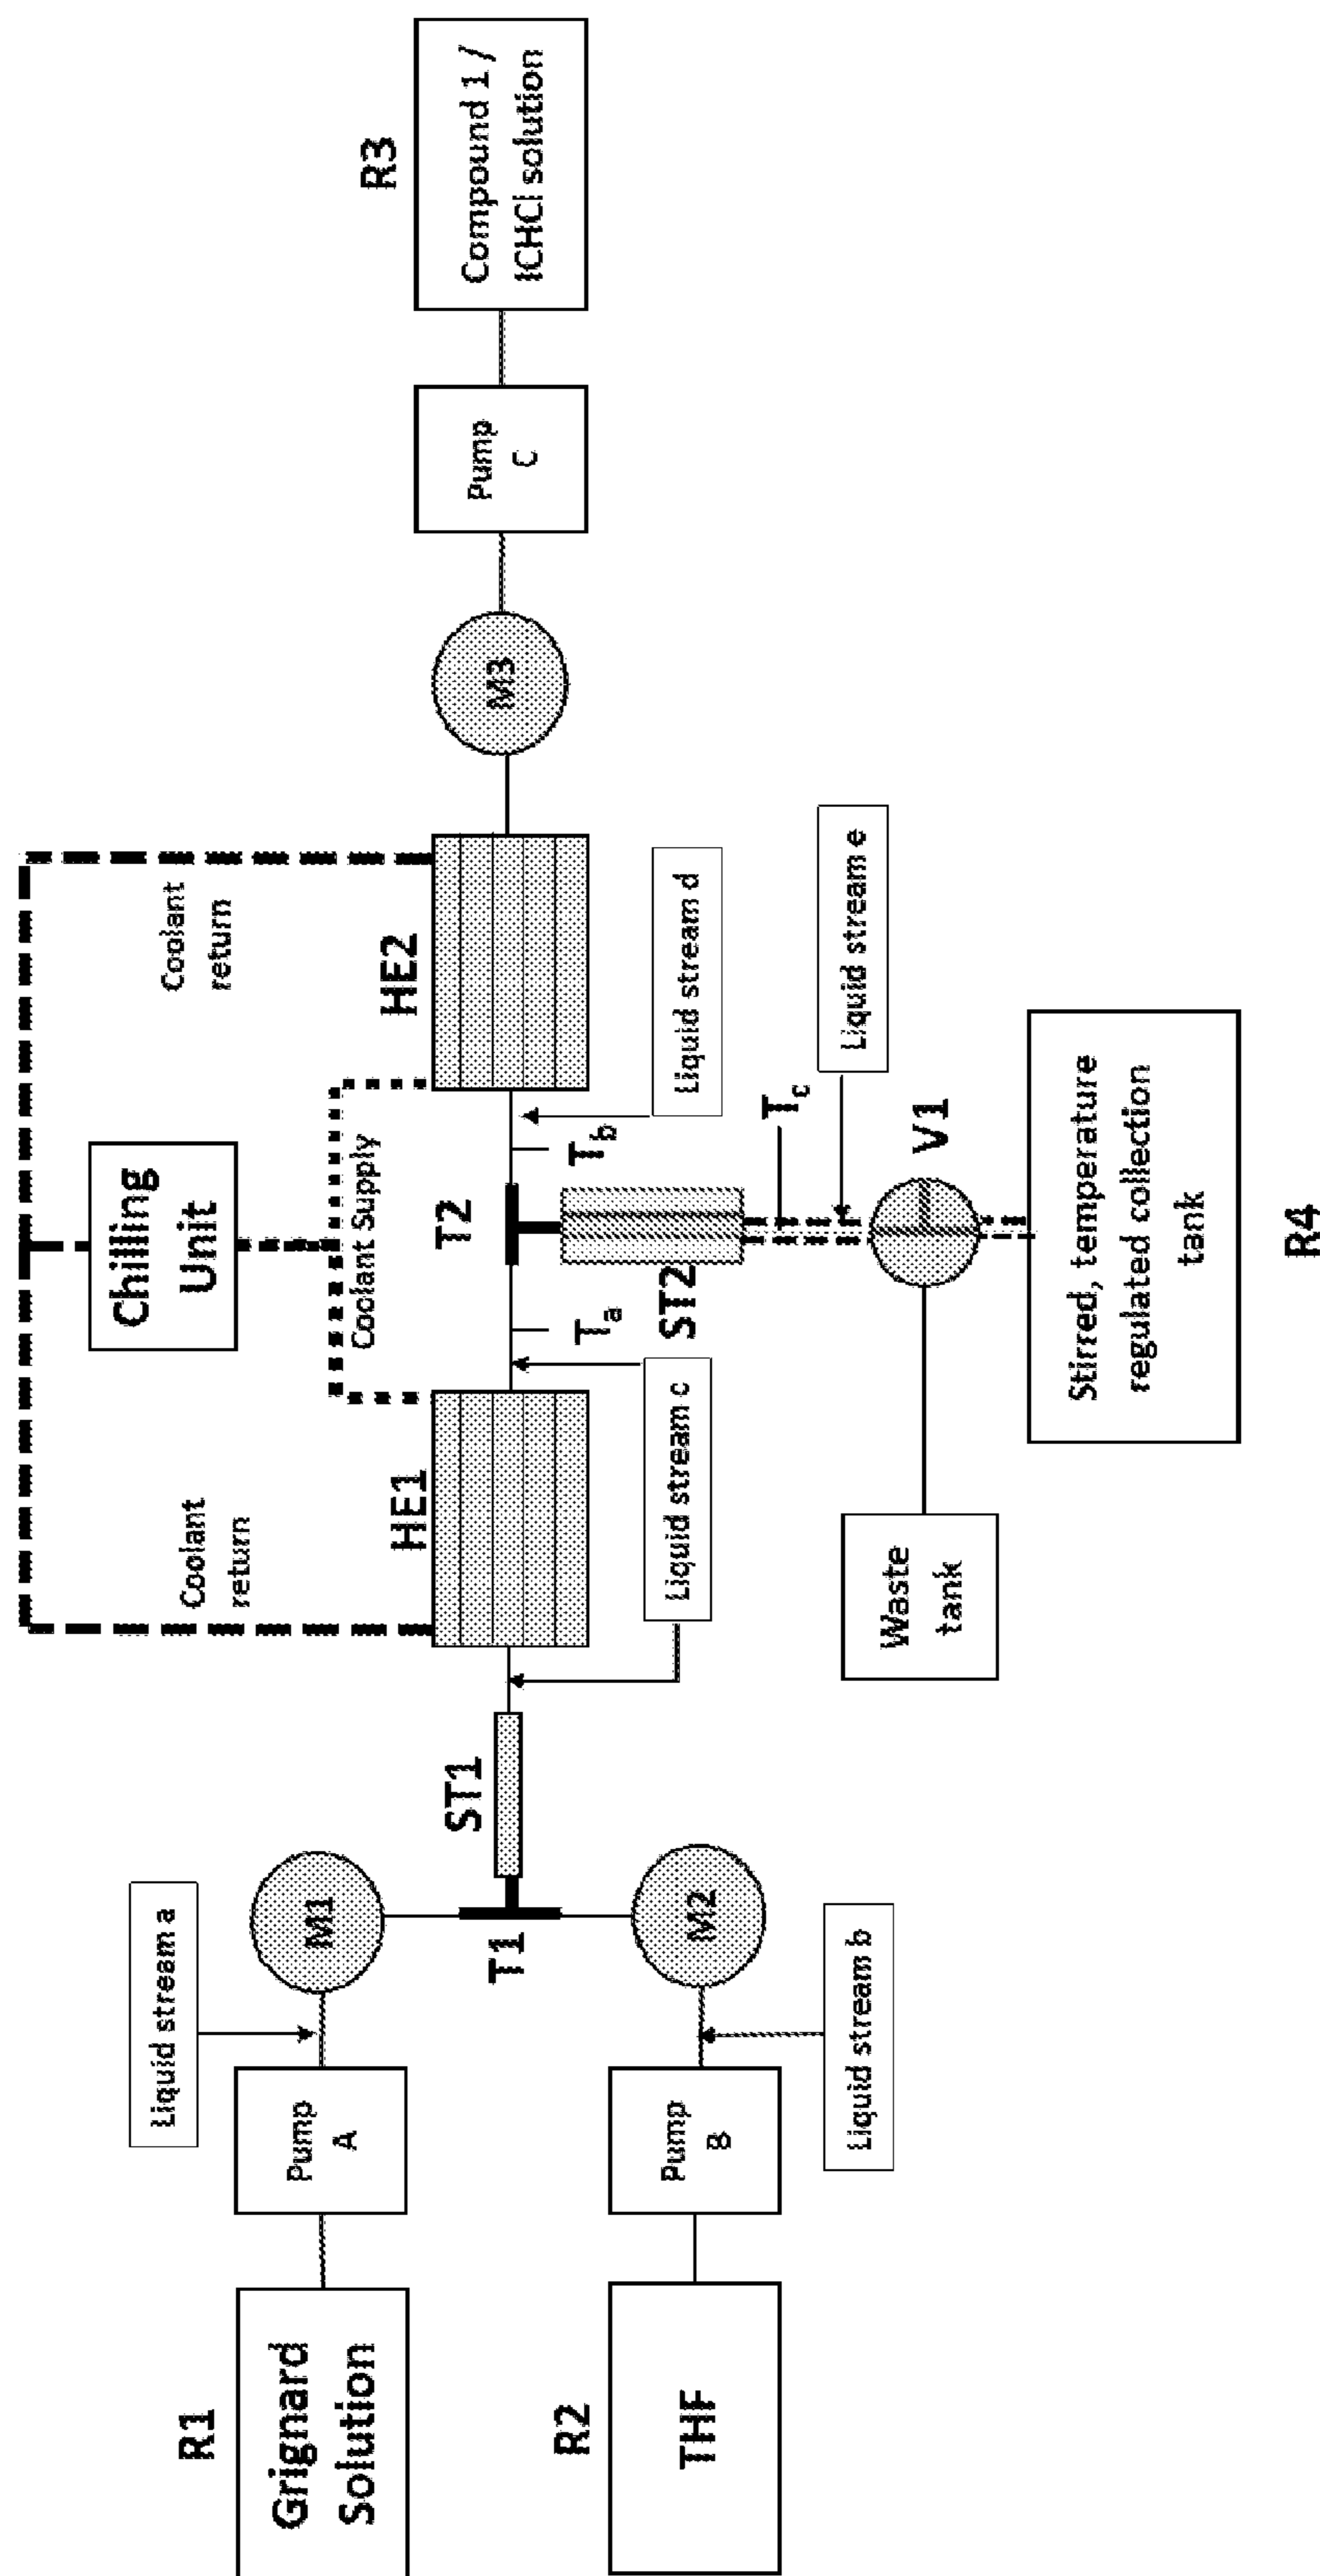 R1
Grignard
Solution
Pump
A
Liquid stream a
M1
R2
THF
Pump
B
Liquid stream b
M2
T1
ST1
Liquid stream c
HE1
Coolant
return
Chilling
Unit
Coolant Supply
Coolant
return
Ta
T2
Tb
HE2
Liquid stream d
M3
Pump
C
R3
Compound 1 /
ICHCl solution
ST2
Tc
Liquid stream e
V1
Waste
tank
Stirred, temperature
regulated collection
tank
R4